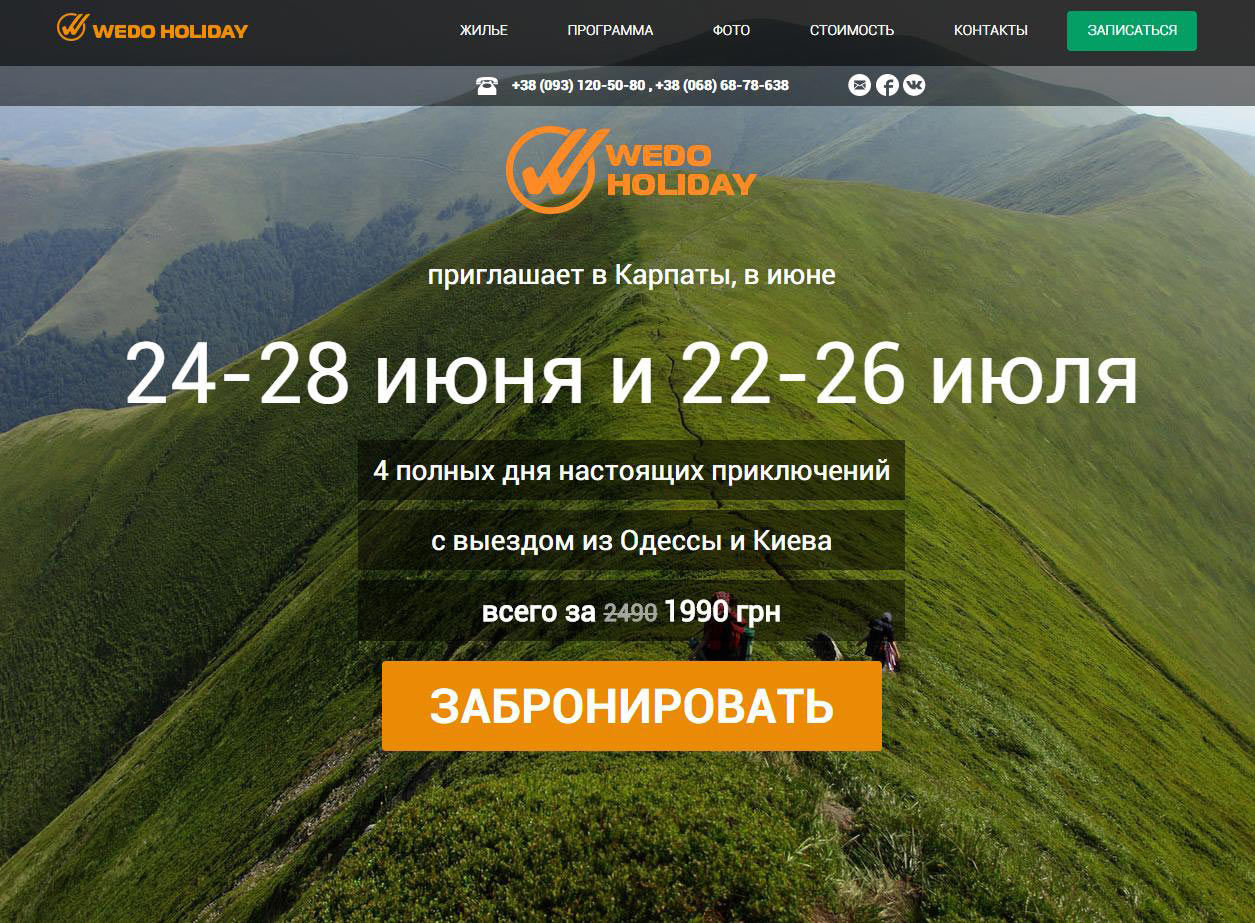 WEDO HOLIDAY
ЖИЛЬЕ ПРОГРАММА ФОТО СТОИМОСТЬ КОНТАКТЫ ЗАПИСАТЬСЯ
+38 (093) 120-50-80 , +38 (068) 68-78-638
WEDO
HOLIDAY
приглашает в Карпаты, в июне
24-28 июня и 22-26 июля
4 полных дня настоящих приключений
с выездом из Одессы и Киева
всего за 2490 1990 грн
ЗАБРОНИРОВАТЬ